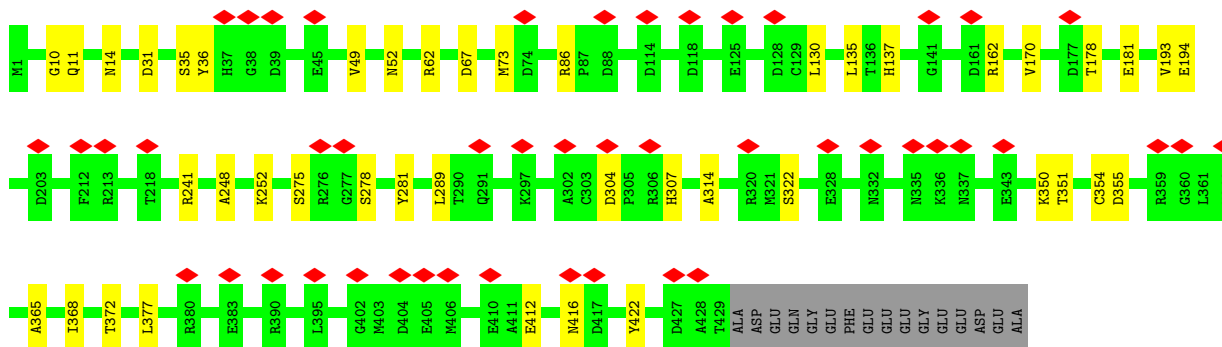 M1 G10 Q11 N14 D31 S35 Y36 H37 G38 D39 E45 V49 N52 R62 D67 M73 D74 R86 P87 D88 D114 D118 E125 D128 C129 L130 L135 T136 H137 G141 D161 R162 V170 D177 T178 E181 V193 E194
D203 F212 R213 T218 R241 A248 K252 S275 R276 G277 S278 Y281 L289 T290 Q291 K297 A302 C303 D304 P305 R306 H307 A314 R320 M321 S322 E328 N332 N335 K336 N337 E343 K350 T351 C354 D355 R359 G360 L361
A365 I368 T372 L377 R380 E383 R390 L395 G402 M403 D404 E405 M406 E410 A411 E412 N416 D417 Y422 D427 A428 T429 ALA ASP GLU GLN GLN GLY GLU PHE GLU GLU GLU GLY GLU GLU ASP GLU ALA